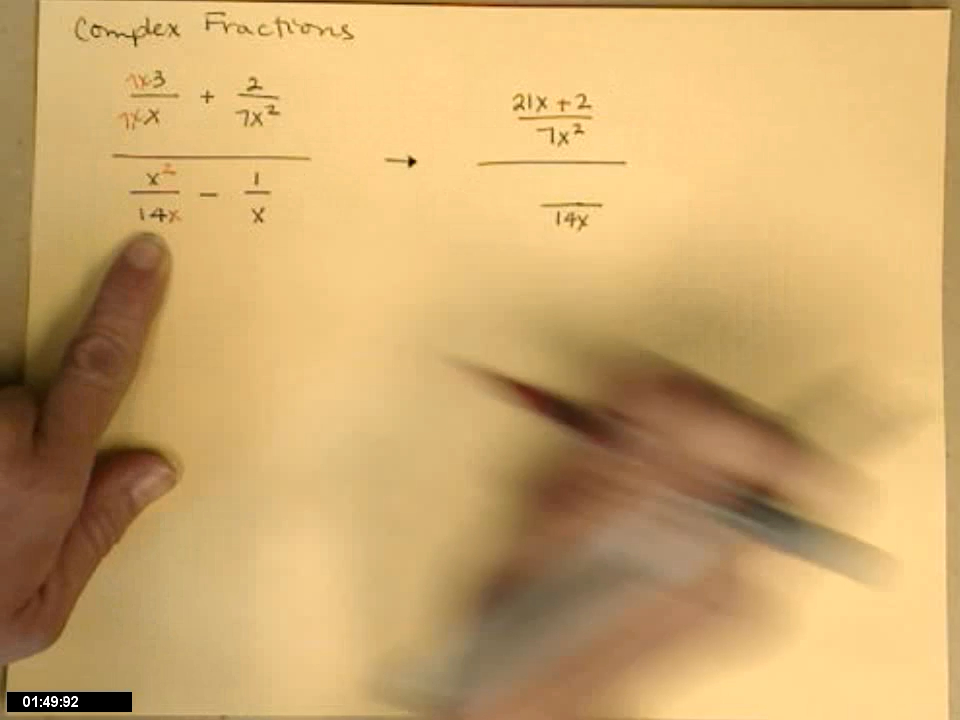 Complex Fractions
7x3/7xx + 2/7x² → 21x + 2/7x²
x²/14x - 1/x /14x
01:49:92